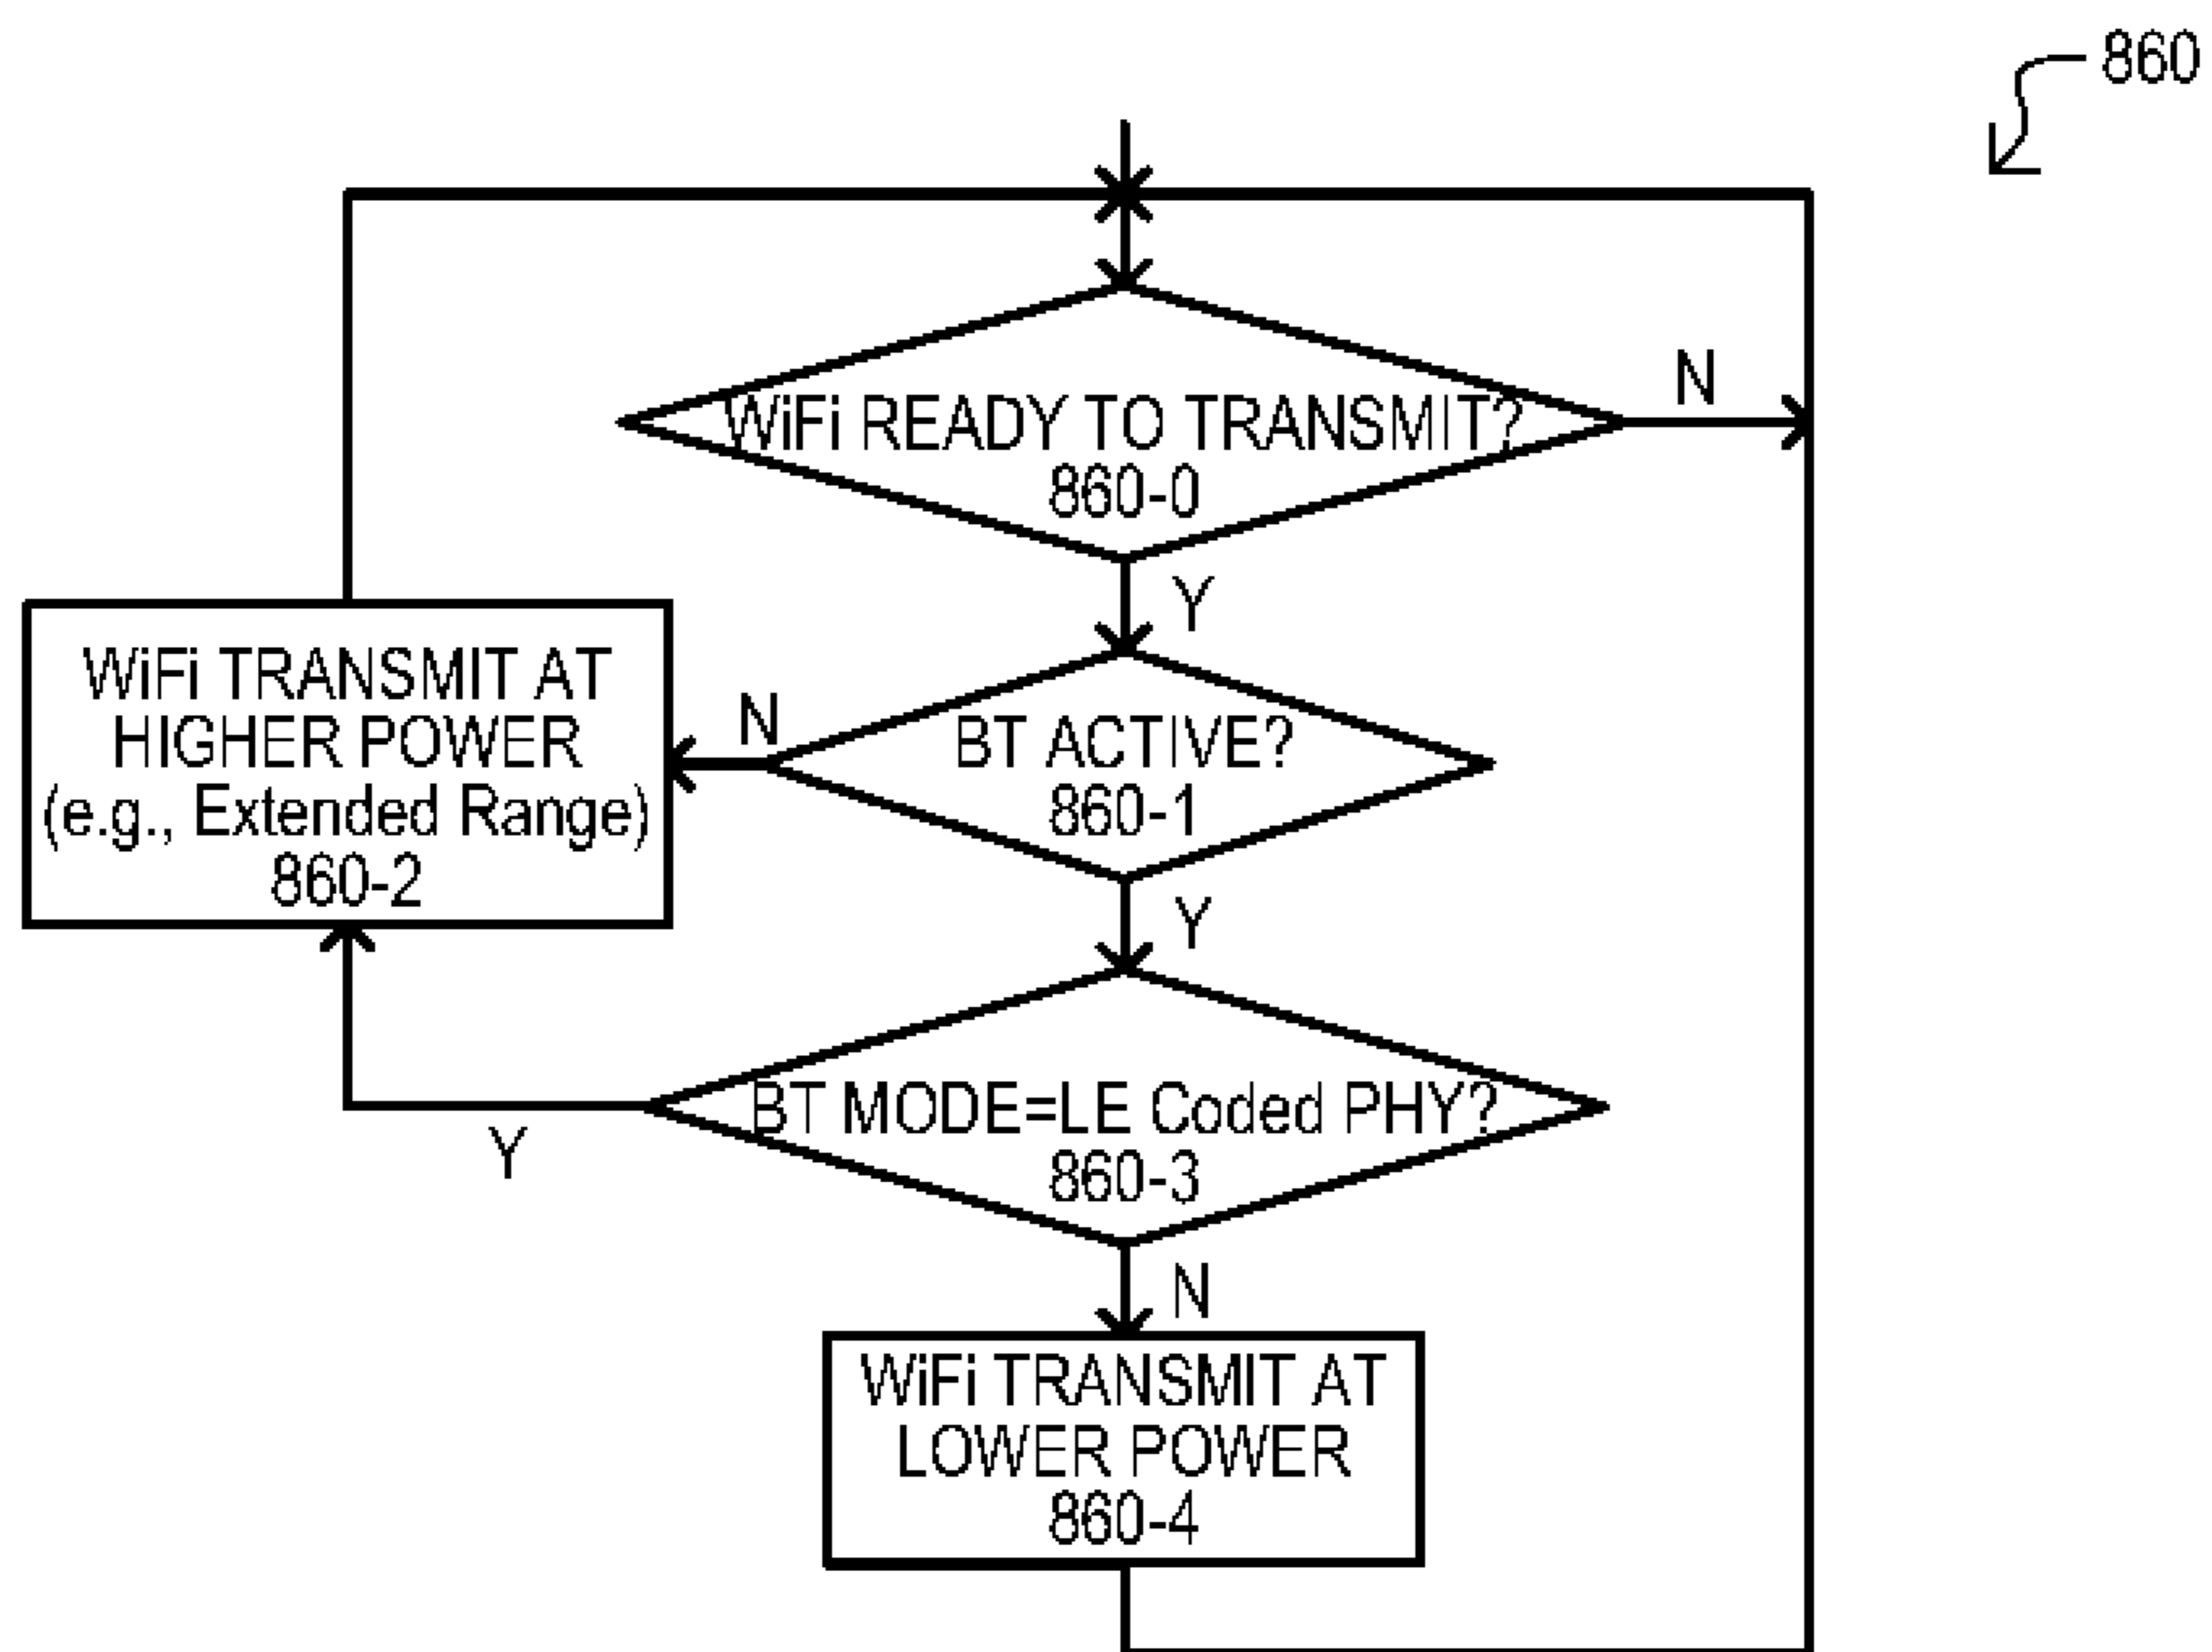 860
WiFi READY TO TRANSMIT?
860-0
N
Y
WiFi TRANSMIT AT
HIGHER POWER
(e.g., Extended Range)
860-2
N
BT ACTIVE?
860-1
Y
BT MODE=LE Coded PHY?
860-3
Y
N
WiFi TRANSMIT AT
LOWER POWER
860-4